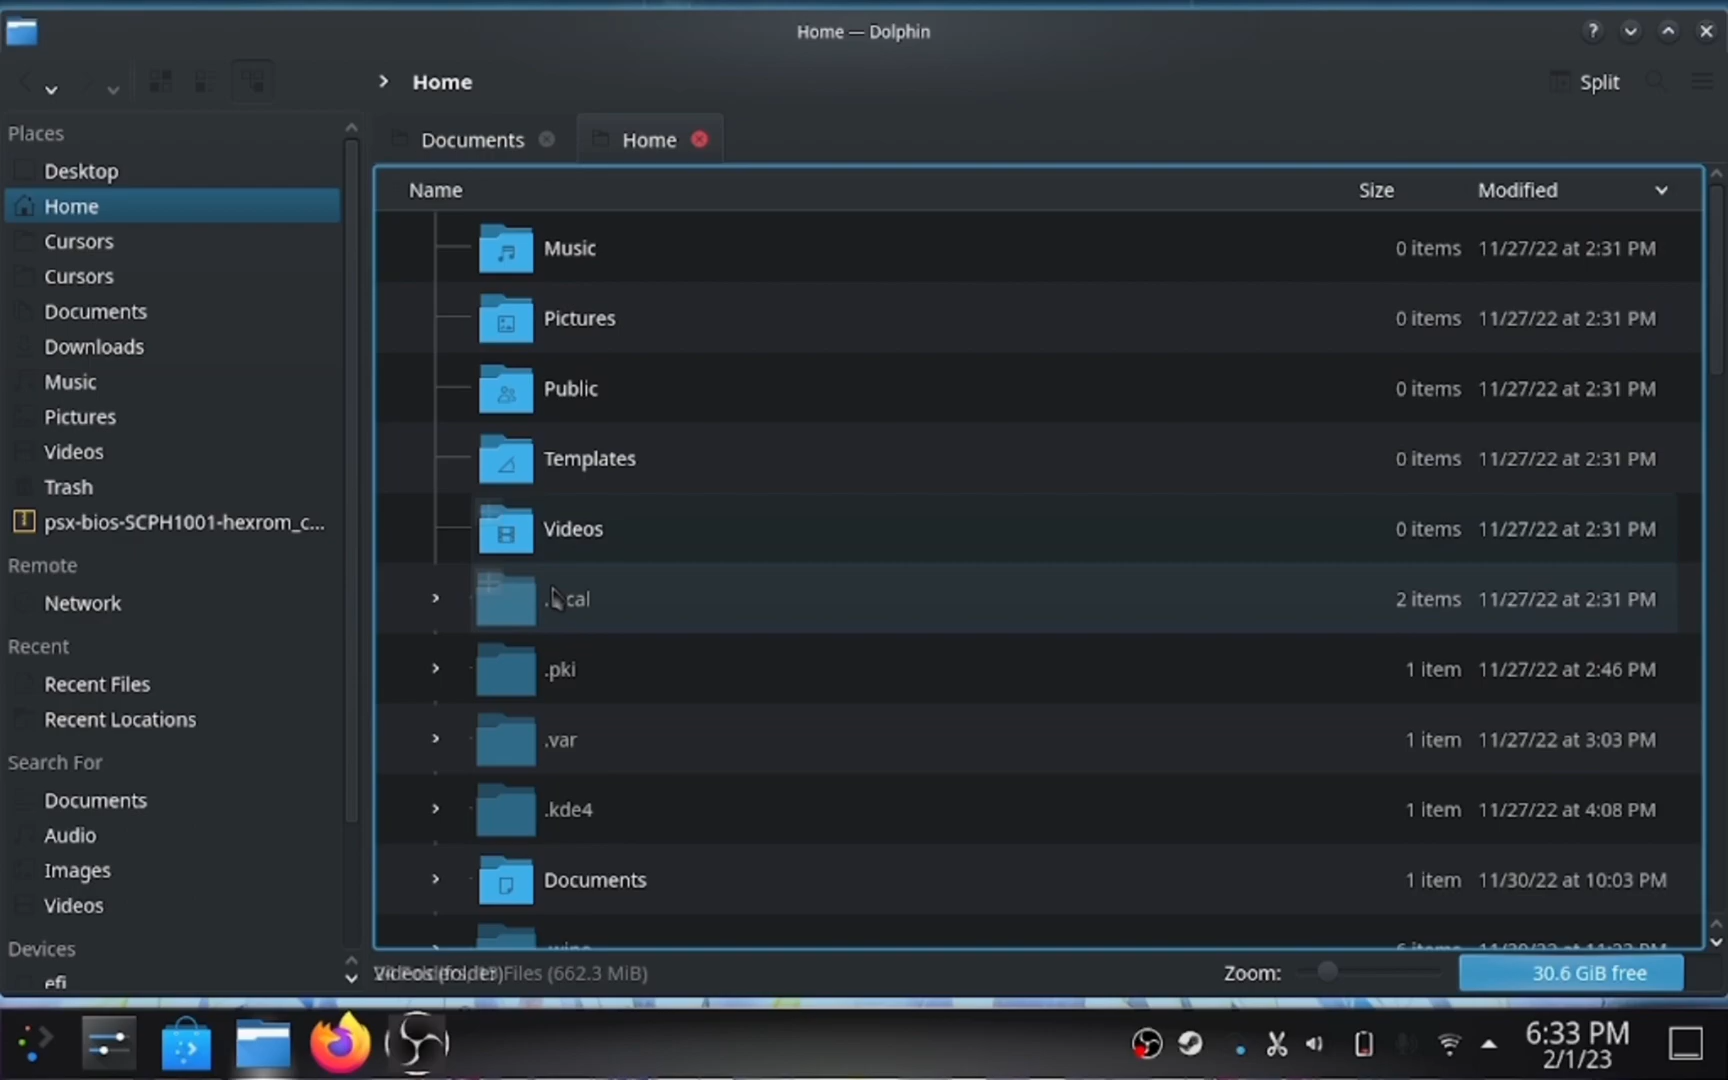 Home — Dolphin
Home
Split
Documents
Home
Places
Desktop
Home
Cursors
Cursors
Documents
Downloads
Music
Pictures
Videos
Trash
psx-bios-SCPH1001-hexrom_c...
Remote
Network
Recent
Recent Files
Recent Locations
Search For
Documents
Audio
Images
Videos
Devices
efi
Name Size Modified
Music 0 items 11/27/22 at 2:31 PM
Pictures 0 items 11/27/22 at 2:31 PM
Public 0 items 11/27/22 at 2:31 PM
Templates 0 items 11/27/22 at 2:31 PM
Videos 0 items 11/27/22 at 2:31 PM
2 items 11/27/22 at 2:31 PM
.pki 1 item 11/27/22 at 2:46 PM
.var 1 item 11/27/22 at 3:03 PM
.kde4 1 item 11/27/22 at 4:08 PM
Documents 1 item 11/30/22 at 10:03 PM
Files (662.3 MiB)
Zoom:
30.6 GiB free
6:33 PM
2/1/23